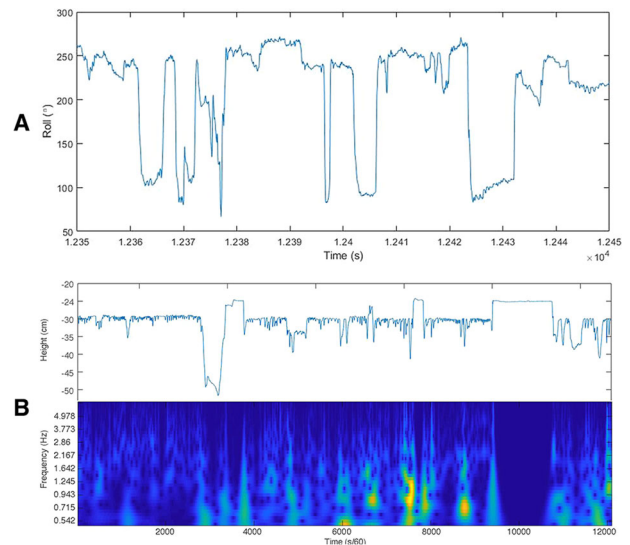 A
300
250
200
150
100
50
Roll (°)
1.235 1.236 1.237 1.238 1.239 1.24 1.241 1.242 1.243 1.244 1.245
Time (s)
×10⁴
B
-20
-24
-30
-35
-40
-45
-50
Height (cm)
4.978
3.773
2.86
2.167
1.642
1.245
0.943
0.715
0.542
Frequency (Hz)
2000 4000 6000 8000 10000 12000
Time (s/60)